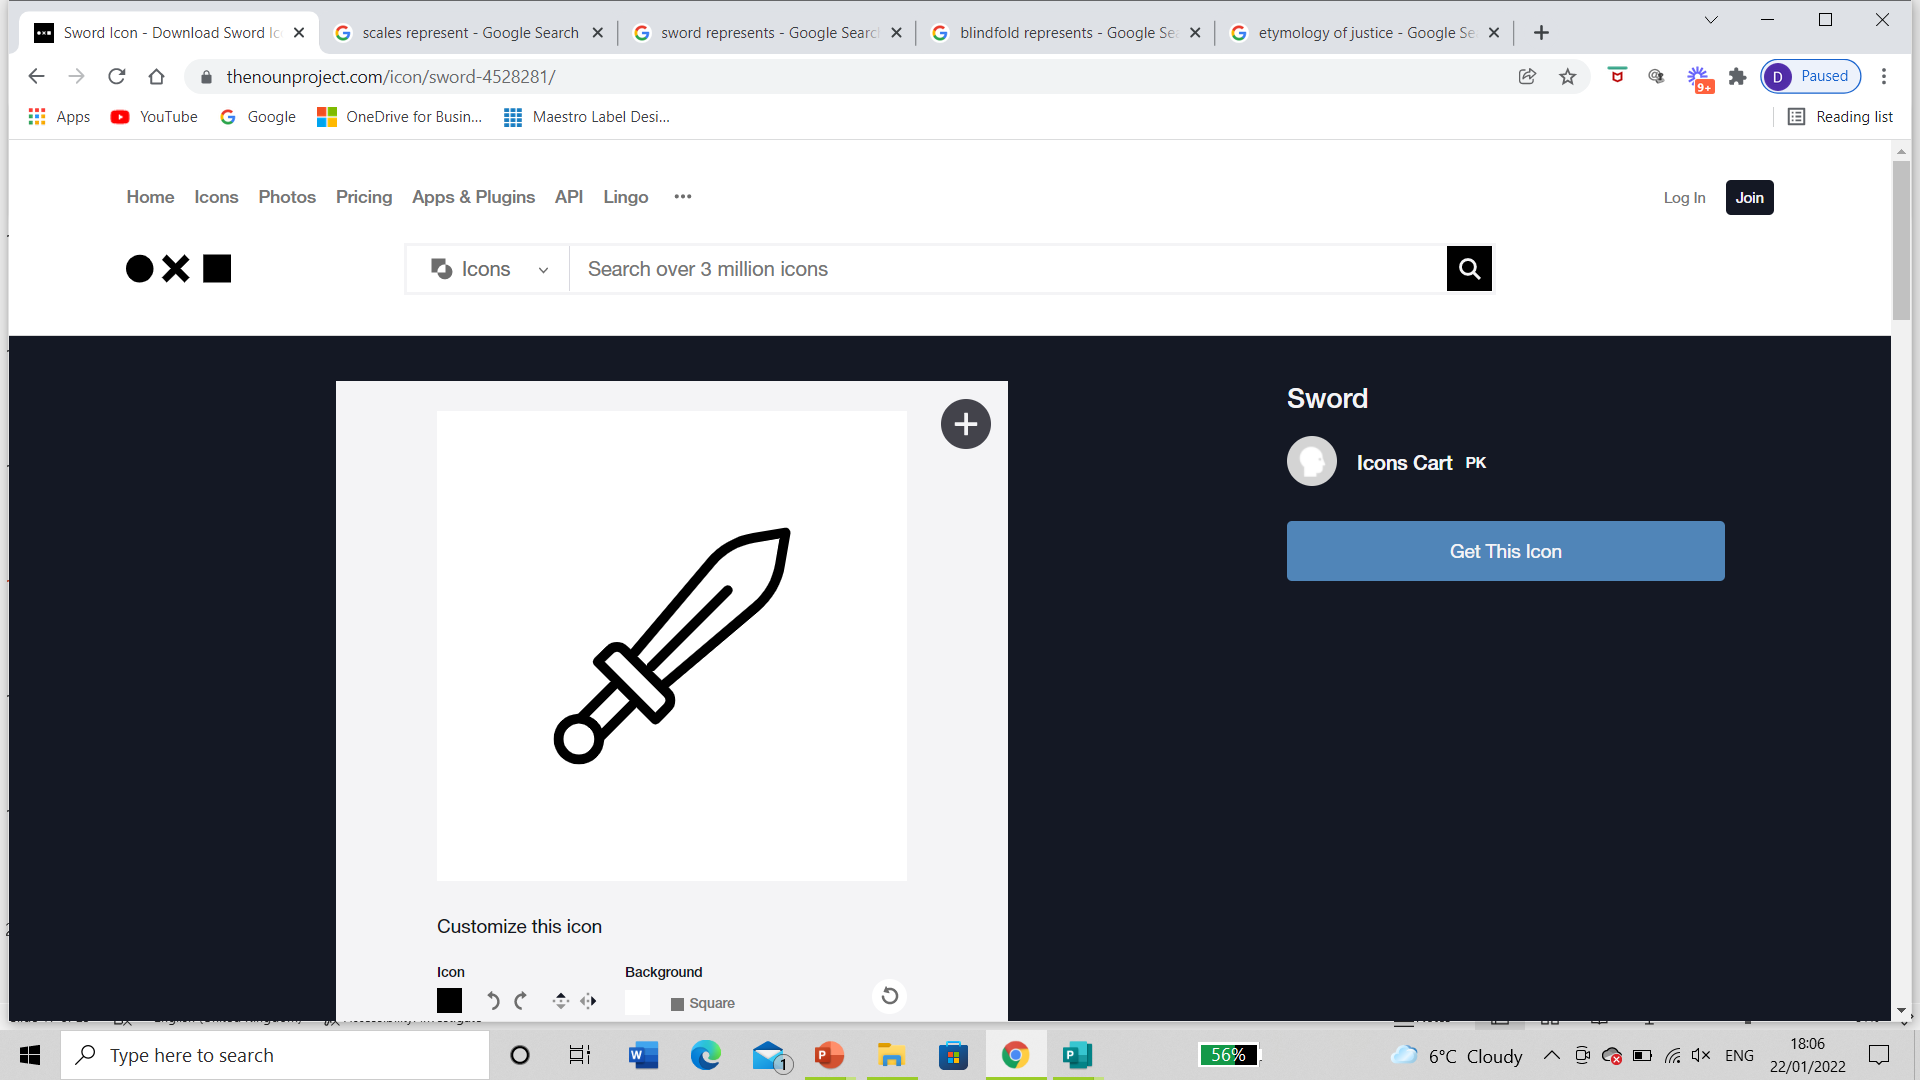 Sword Icon - Download Sword Ic
scales represent - Google Search
sword represents - Google Searc
blindfold represents - Google Se
etymology of justice - Google Se
thenounproject.com/icon/sword-4528281/
9+
D Paused
Apps YouTube Google OneDrive for Busin... Maestro Label Desi...
Reading list
Home Icons Photos Pricing Apps & Plugins API Lingo •••
Log In Join
Icons Search over 3 million icons
Sword
Icons Cart PK
Get This Icon
Customize this icon
Icon Background
Square
Type here to search
W
1
P
P
56%
6°C Cloudy
ENG
18:06
22/01/2022